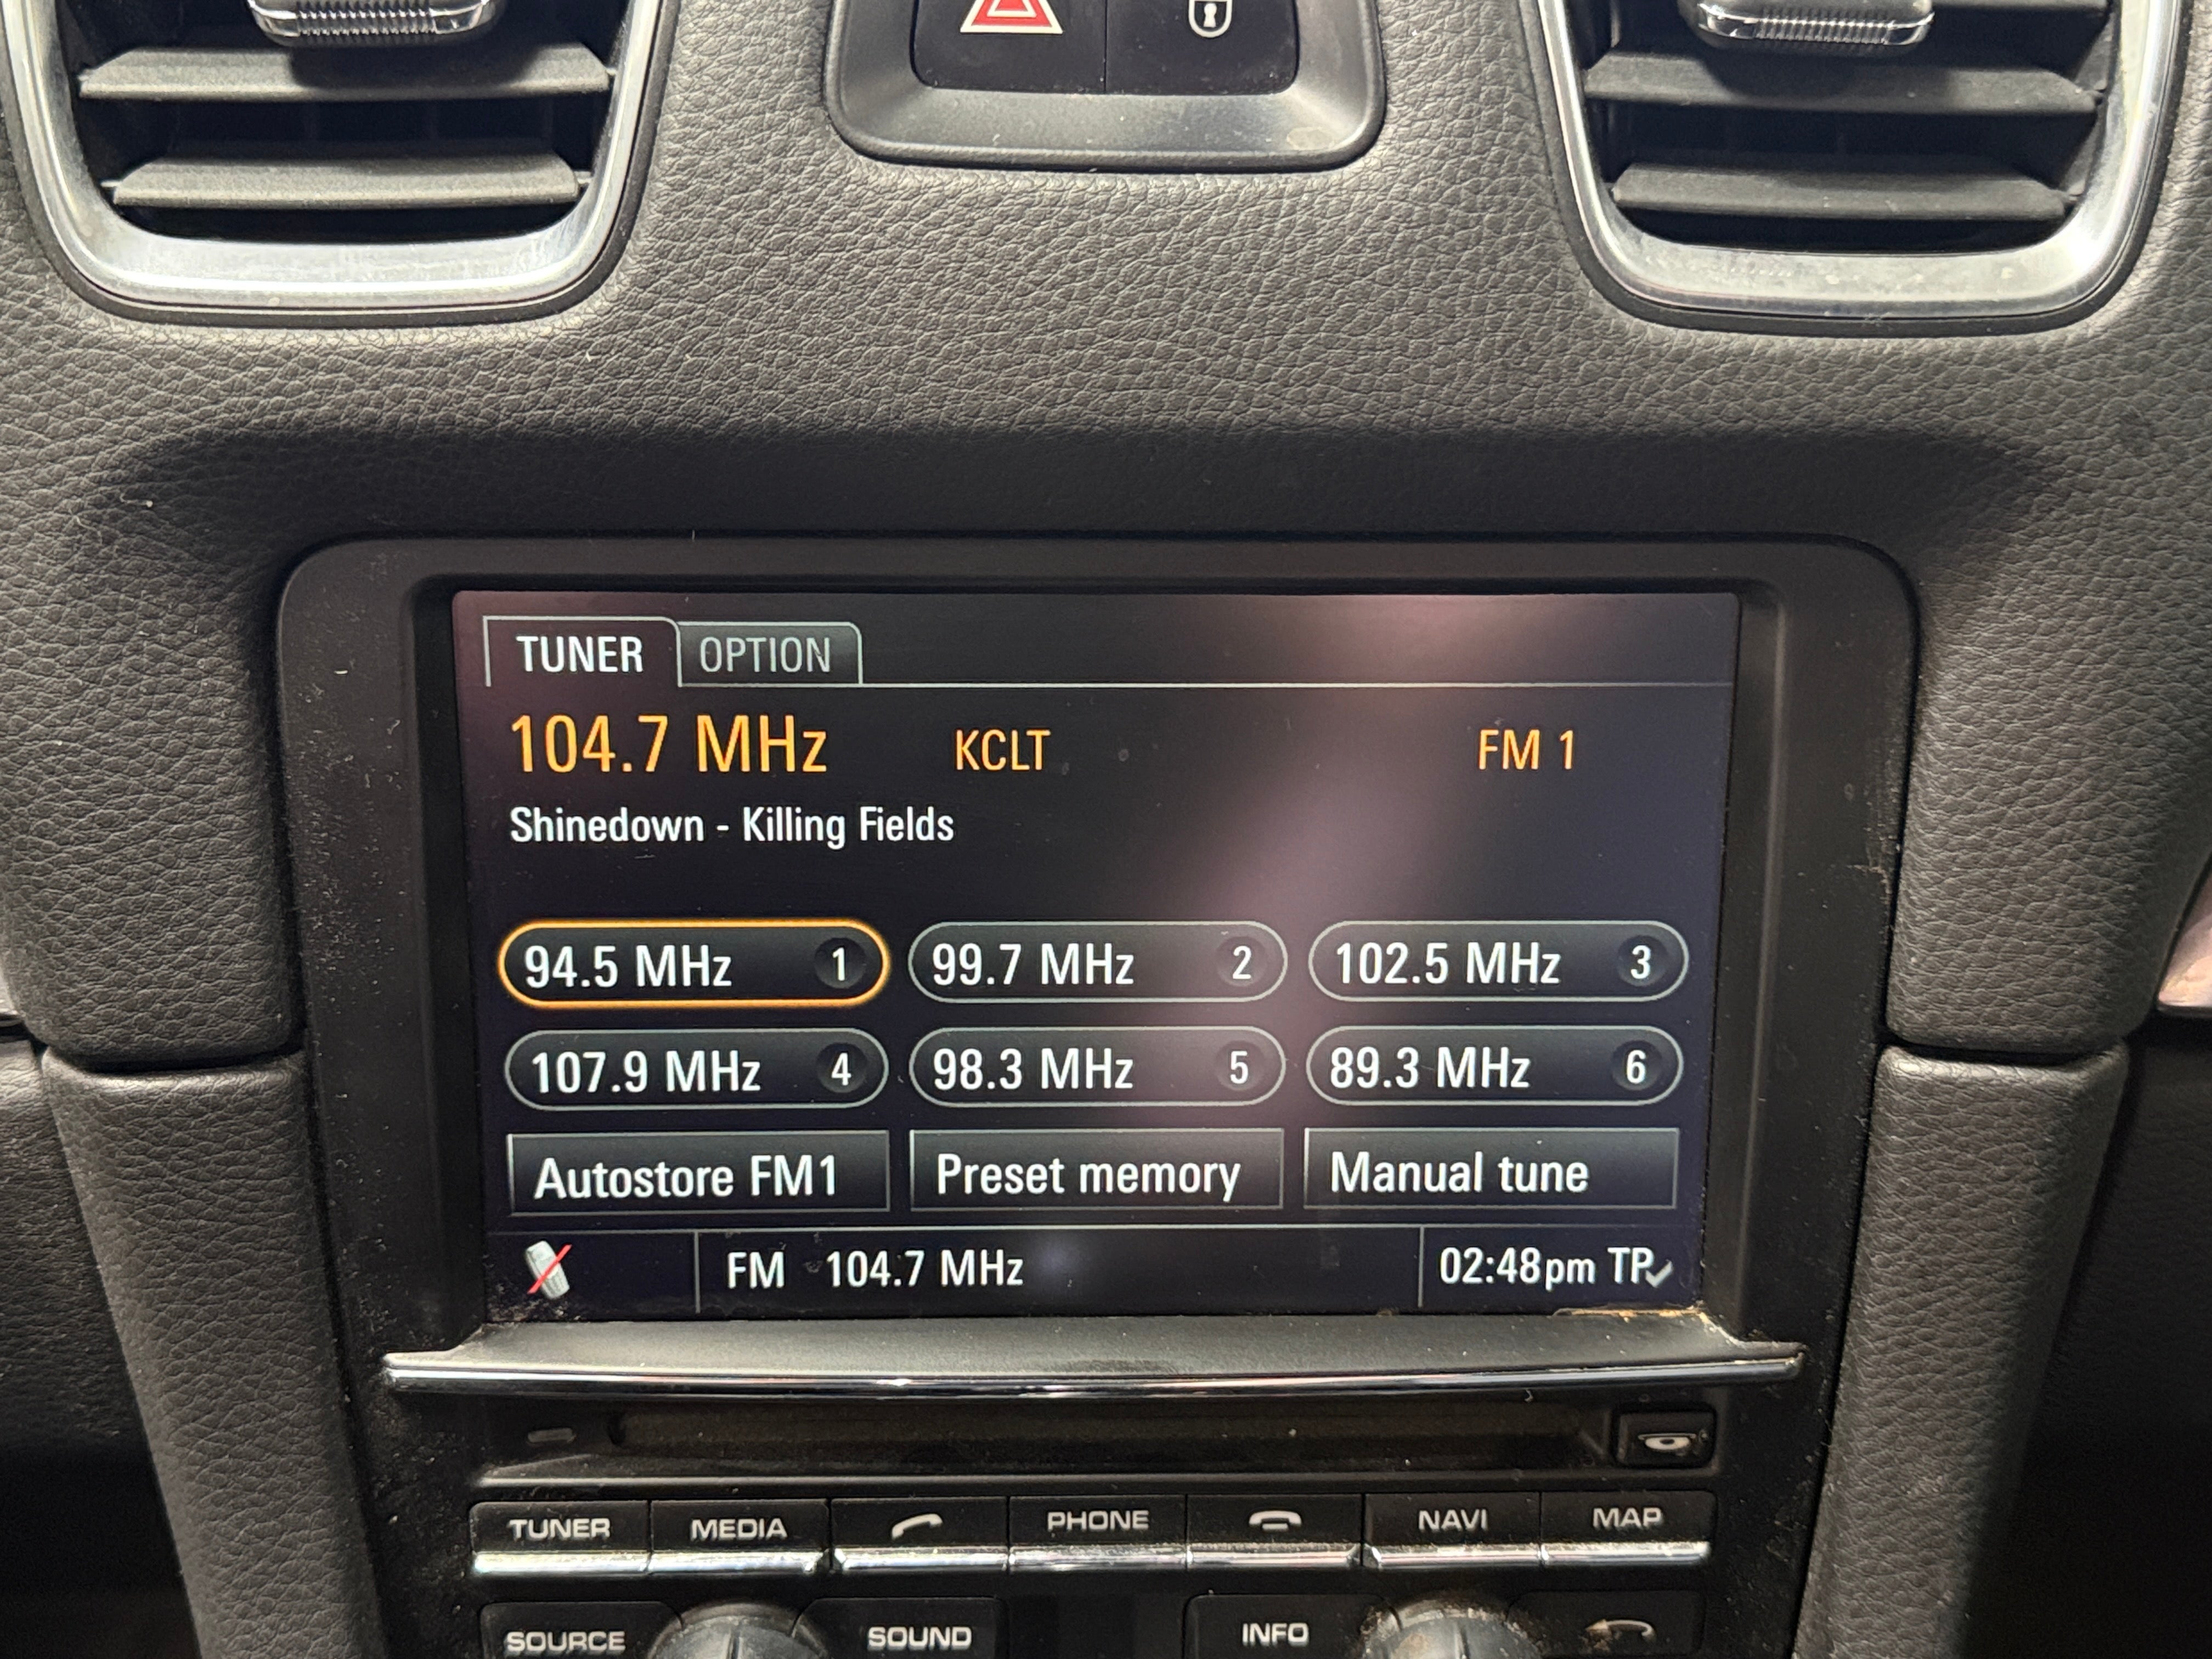 TUNER OPTION
104.7 MHz KCLT FM 1
Shinedown - Killing Fields
94.5 MHz 1 99.7 MHz 2 102.5 MHz 3
107.9 MHz 4 98.3 MHz 5 89.3 MHz 6
Autostore FM1 Preset memory Manual tune
FM 104.7 MHz 02:48pm TP
TUNER MEDIA PHONE NAVI MAP
SOURCE SOUND INFO